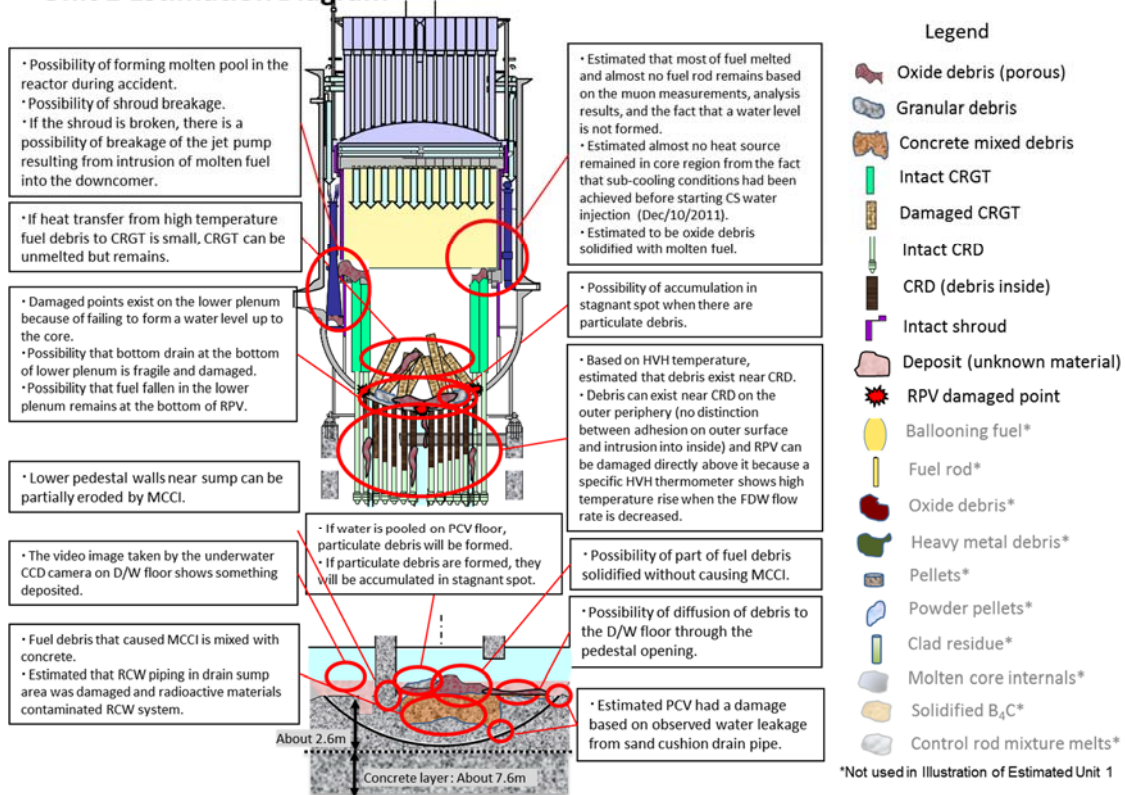 Unit Estimation Diagram
・Possibility of forming molten pool in the
reactor during accident.
・Possibility of shroud breakage.
・If the shroud is broken, there is a
possibility of breakage of the jet pump
resulting from intrusion of molten fuel
into the downcomer.
・If heat transfer from high temperature
fuel debris to CRGT is small, CRGT can be
unmelted but remains.
・Damaged points exist on the lower plenum
because of failing to form a water level up to
the core.
・Possibility that bottom drain at the bottom
of lower plenum is fragile and damaged.
・Possibility that fuel fallen in the lower
plenum remains at the bottom of RPV.
・Lower pedestal walls near sump can be
partially eroded by MCCI.
・The video image taken by the underwater
CCD camera on D/W floor shows something
deposited.
・Fuel debris that caused MCCI is mixed with
concrete.
・Estimated that RCW piping in drain sump
area was damaged and radioactive materials
contaminated RCW system.
・If water is pooled on PCV floor,
particulate debris will be formed.
・If particulate debris are formed, they
will be accumulated in stagnant spot.
About 2.6m
Concrete layer : About 7.6m
・Estimated that most of fuel melted
and almost no fuel rod remains based
on the muon measurements, analysis
results, and the fact that a water level
is not formed.
・Estimated almost no heat source
remained in core region from the fact
that sub-cooling conditions had been
achieved before starting CS water
injection (Dec/10/2011).
・Estimated to be oxide debris
solidified with molten fuel.
・Possibility of accumulation in
stagnant spot when there are
particulate debris.
・Based on HVH temperature,
estimated that debris exist near CRD.
・Debris can exist near CRD on the
outer periphery (no distinction
between adhesion on outer surface
and intrusion into inside) and RPV can
be damaged directly above it because a
specific HVH thermometer shows high
temperature rise when the FDW flow
rate is decreased.
・Possibility of part of fuel debris
solidified without causing MCCI.
・Possibility of diffusion of debris to
the D/W floor through the
pedestal opening.
・Estimated PCV had a damage
based on observed water leakage
from sand cushion drain pipe.
Legend
Oxide debris (porous)
Granular debris
Concrete mixed debris
Intact CRGT
Damaged CRGT
Intact CRD
CRD (debris inside)
Intact shroud
Deposit (unknown material)
RPV damaged point
Ballooning fuel*
Fuel rod*
Oxide debris*
Heavy metal debris*
Pellets*
Powder pellets*
Clad residue*
Molten core internals*
Solidified B₄C*
Control rod mixture melts*
*Not used in Illustration of Estimated Unit 1